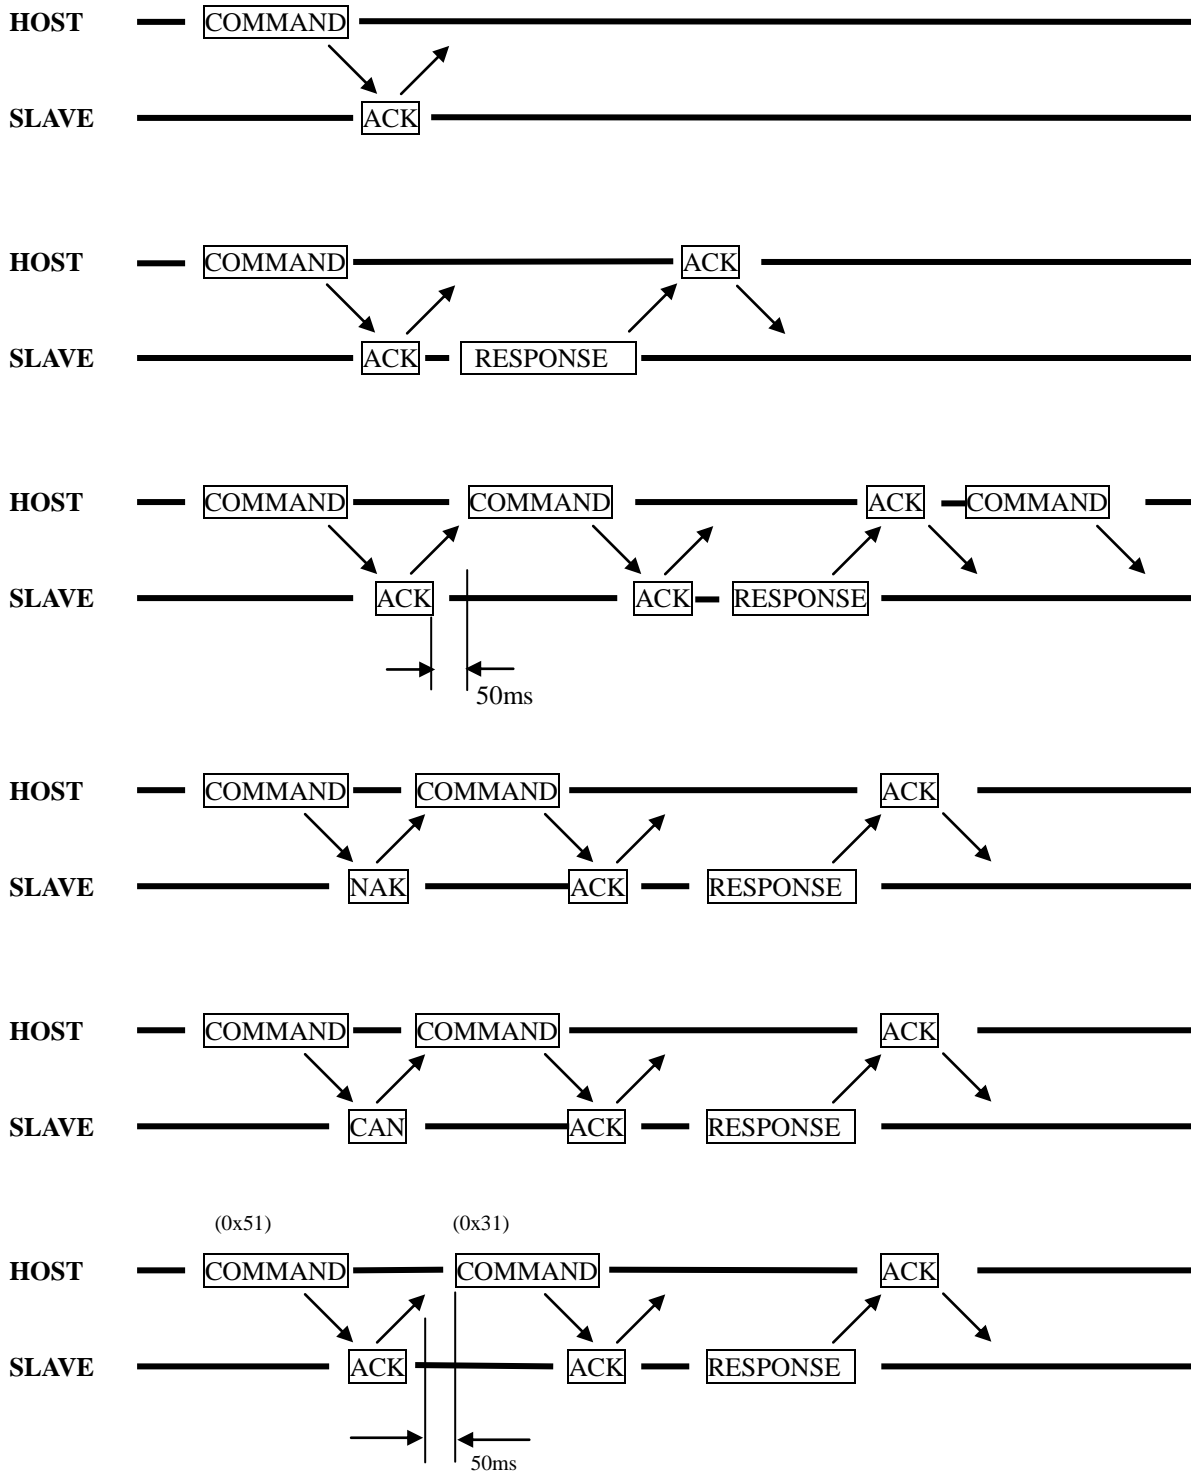 HOST COMMAND
SLAVE ACK
HOST COMMAND ACK
SLAVE ACK RESPONSE
HOST COMMAND COMMAND ACK COMMAND
SLAVE ACK ACK RESPONSE
50ms
HOST COMMAND COMMAND ACK
SLAVE NAK ACK RESPONSE
HOST COMMAND COMMAND ACK
SLAVE CAN ACK RESPONSE
(0x51) (0x31)
HOST COMMAND COMMAND ACK
SLAVE ACK ACK RESPONSE
50ms